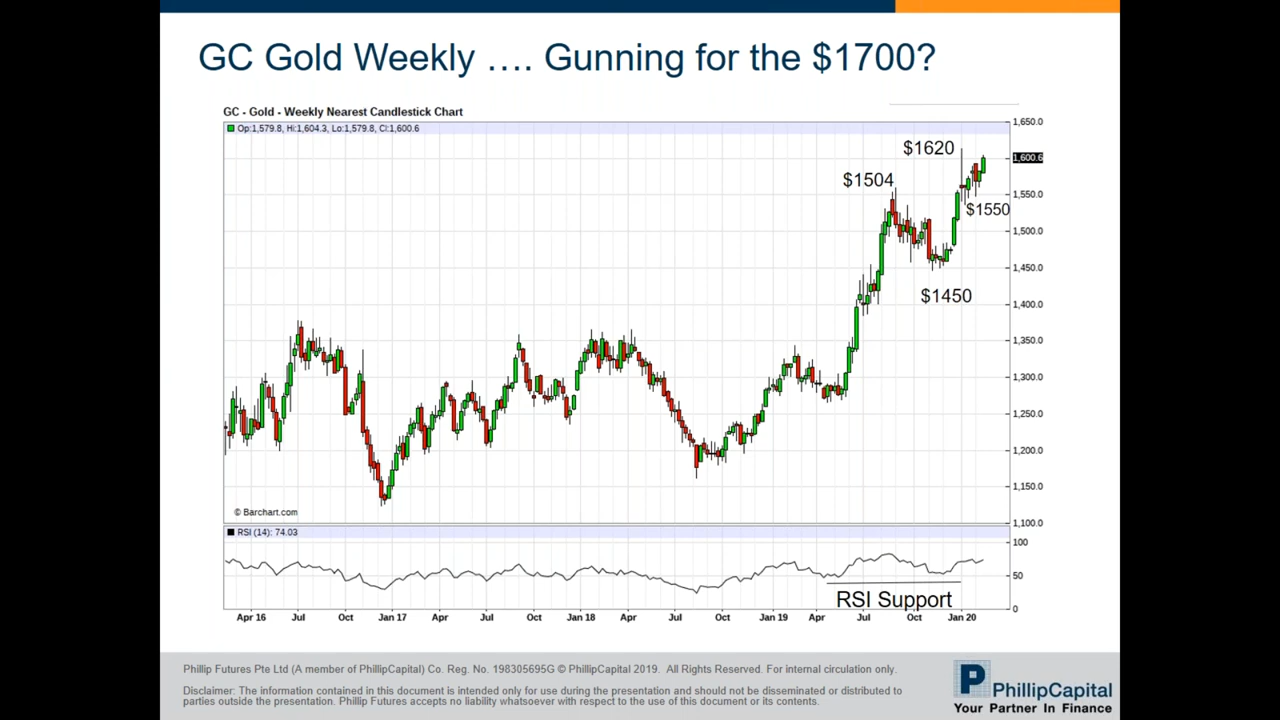 GC Gold Weekly .... Gunning for the $1700?
GC - Gold - Weekly Nearest Candlestick Chart
Op:1,579.8, Hi:1,604.3, Lo:1,579.8, Cl:1,600.6
1,650.0
$1620
1,600.6
$1504
1,550.0
$1550
1,500.0
1,450.0
$1450
1,400.0
1,350.0
1,300.0
1,250.0
1,200.0
1,150.0
© Barchart.com
1,100.0
RSI (14): 74.03
100
50
RSI Support
0
Apr 16 Jul Oct Jan 17 Apr Jul Oct Jan 18 Apr Jul Oct Jan 19 Apr Jul Oct Jan 20
Phillip Futures Pte Ltd (A member of PhillipCapital) Co. Reg. No. 198305695G © PhillipCapital 2019. All Rights Reserved. For internal circulation only.
Disclaimer: The information contained in this document is intended only for use during the presentation and should not be disseminated or distributed to
parties outside the presentation. Phillip Futures accepts no liability whatsoever with respect to the use of this document or its contents.
P
PhillipCapital
Your Partner In Finance